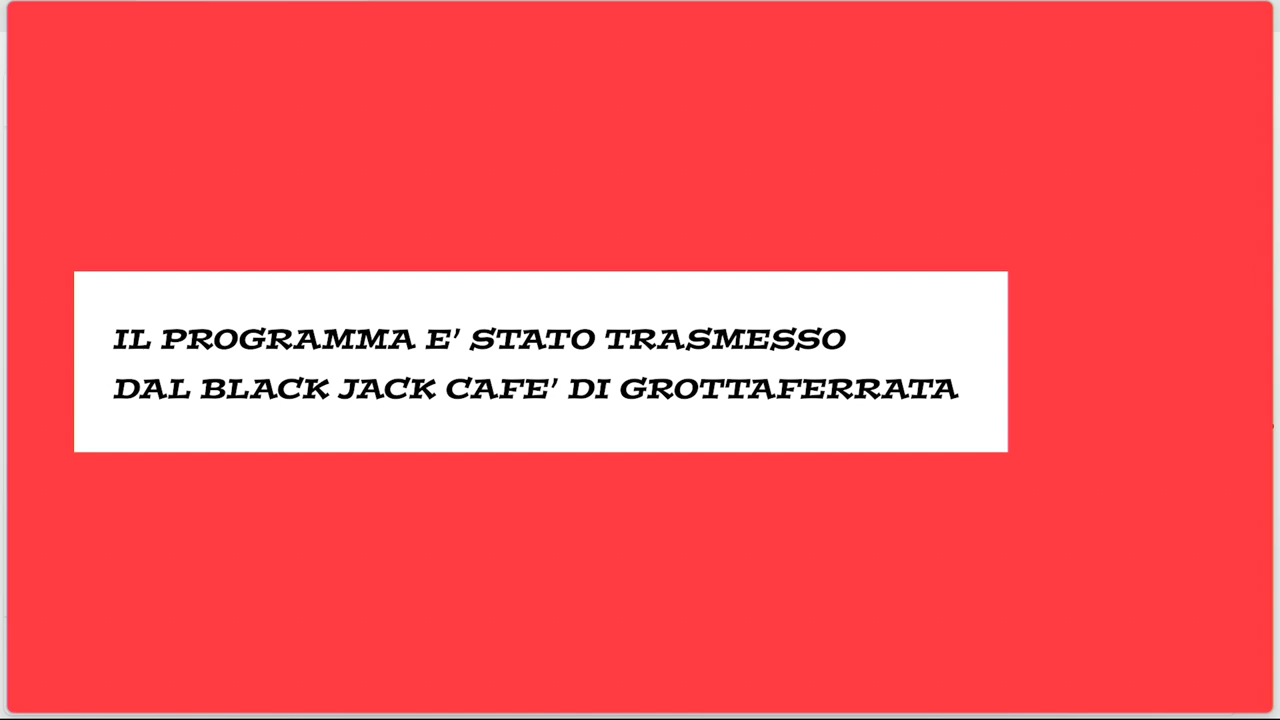 IL PROGRAMMA E' STATO TRASMESSO
DAL BLACK JACK CAFE' DI GROTTAFERRATA